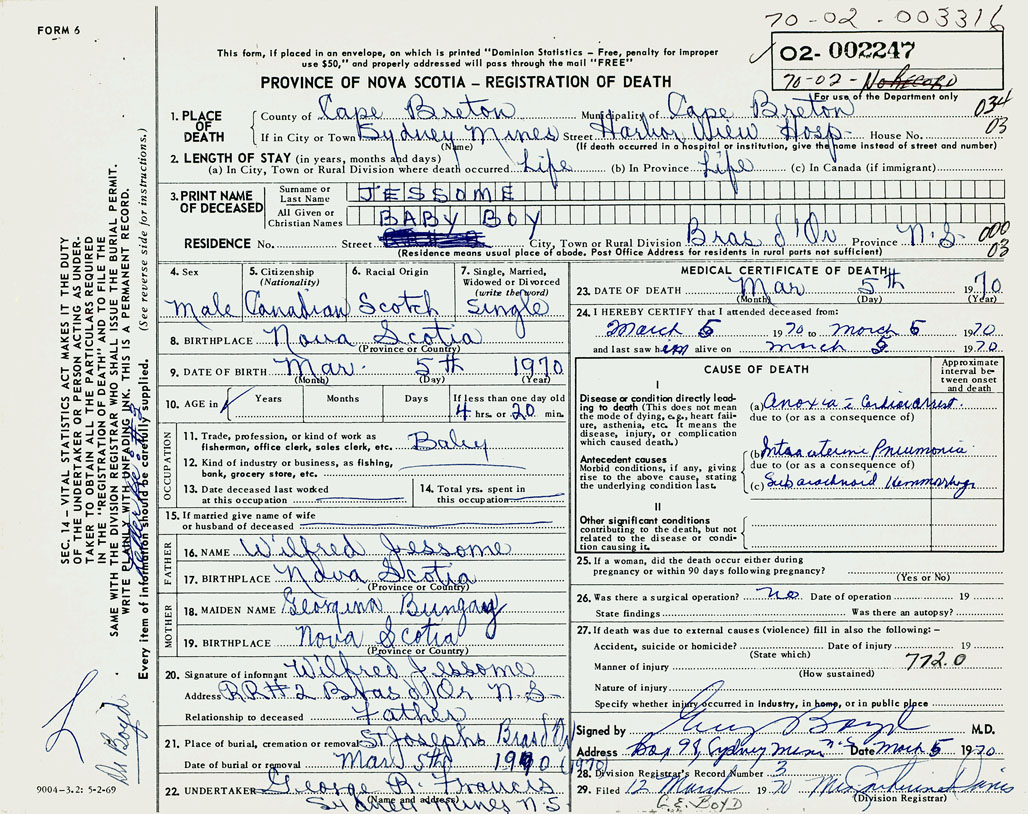 FORM 6
70-02-003316
This form, if placed in an envelope, on which is printed "Dominion Statistics – Free, penalty for improper
use $50," and properly addressed will pass through the mail "FREE"
02-002247
70-02-No RECORD
For use of the Department only
PROVINCE OF NOVA SCOTIA – REGISTRATION OF DEATH
034
03
1. PLACE OF DEATH
County of Cape Breton Municipality of Cape Breton
If in City or Town Sydney Mines Street Harbor View Hosp. House No.
(Name) (If death occurred in a hospital or institution, give the name instead of street and number)
2. LENGTH OF STAY (in years, months and days)
(a) In City, Town or Rural Division where death occurred Life (b) In Province Life (c) In Canada (if immigrant)
3. PRINT NAME OF DECEASED
Surname or Last Name JESSOME
All Given or Christian Names BABY BOY
RESIDENCE No. Street City, Town or Rural Division Bras d'Or Province N.S.
000
03
(Residence means usual place of abode. Post Office Address for residents in rural parts not sufficient)
4. Sex
Male
5. Citizenship
(Nationality)
Canadian
6. Racial Origin
Scotch
7. Single, Married,
Widowed or Divorced
(write the word)
Single
8. BIRTHPLACE Nova Scotia
(Province or Country)
9. DATE OF BIRTH Mar. 5th 1970
(Month) (Day) (Year)
10. AGE in Years Months Days If less than one day old
4 hrs. or 20 min.
OCCUPATION
11. Trade, profession, or kind of work as
fisherman, office clerk, sales clerk, etc. Baby
12. Kind of industry or business, as fishing,
bank, grocery store, etc.
13. Date deceased last worked
at this occupation
14. Total yrs. spent in
this occupation
15. If married give name of wife
or husband of deceased
FATHER
16. NAME Wilfred Jessome
17. BIRTHPLACE Nova Scotia
(Province or Country)
MOTHER
18. MAIDEN NAME Georgina Bungay
19. BIRTHPLACE Nova Scotia
(Province or Country)
20. Signature of informant Wilfred Jessome
Address RR#2 Bras d'Or N.S.
Relationship to deceased Father
21. Place of burial, cremation or removal St Josephs Bras d'Or
Date of burial or removal Mar 5th 1970 (1970)
22. UNDERTAKER George R. Francis
(Name and address)
Sydney Mines N.S.
MEDICAL CERTIFICATE OF DEATH
23. DATE OF DEATH Mar 5th 1970
(Month) (Day) (Year)
24. I HEREBY CERTIFY that I attended deceased from:
March 5 1970 to March 5 1970
and last saw him alive on March 5 1970
CAUSE OF DEATH
Approximate
interval be-
tween onset
and death
I
Disease or condition directly lead-
ing to death (This does not mean
the mode of dying, e.g., heart fail-
ure, asthenia, etc. It means the
disease, injury, or complication
which caused death.)
(a) Anoxia = Cardiac arrest.
due to (or as a consequence of)
Antecedent causes
Morbid conditions, if any, giving
rise to the above cause, stating
the underlying condition last.
(b) Intra uterine Pneumonia
due to (or as a consequence of)
(c) Subarachnoid Hemmorhage
II
Other significant conditions
contributing to the death, but not
related to the disease or condi-
tion causing it.
25. If a woman, did the death occur either during
pregnancy or within 90 days following pregnancy?
(Yes or No)
26. Was there a surgical operation? no Date of operation 19
State findings Was there an autopsy?
27. If death was due to external causes (violence) fill in also the following:–
Accident, suicide or homicide? Date of injury 19
(State which)
772.0
Manner of injury
(How sustained)
Nature of injury
Specify whether injury occurred in Industry, in home, or in public place
Signed by Guy Boyd M.D.
Address Box 98, Sydney Mines Date March 5 1970
28. Division Registrar's Record Number 3
29. Filed 12 March 1970 Mrs Catherine Davis
(Division Registrar)
G.E. BOYD
SEC. 14 – VITAL STATISTICS ACT MAKES IT THE DUTY
OF THE UNDERTAKER OR PERSON ACTING AS UNDER-
TAKER TO OBTAIN ALL THE PARTICULARS REQUIRED
IN THE "REGISTRATION OF DEATH" AND TO FILE THE
SAME WITH THE DIVISION REGISTRAR WHO SHALL ISSUE THE BURIAL PERMIT.
WRITE PLAINLY WITH UNFADING INK. THIS IS A PERMANENT RECORD.
Every item of information should be carefully supplied. (See reverse side for instructions.)
Dr Boyd
9004-3.2: 5-2-69